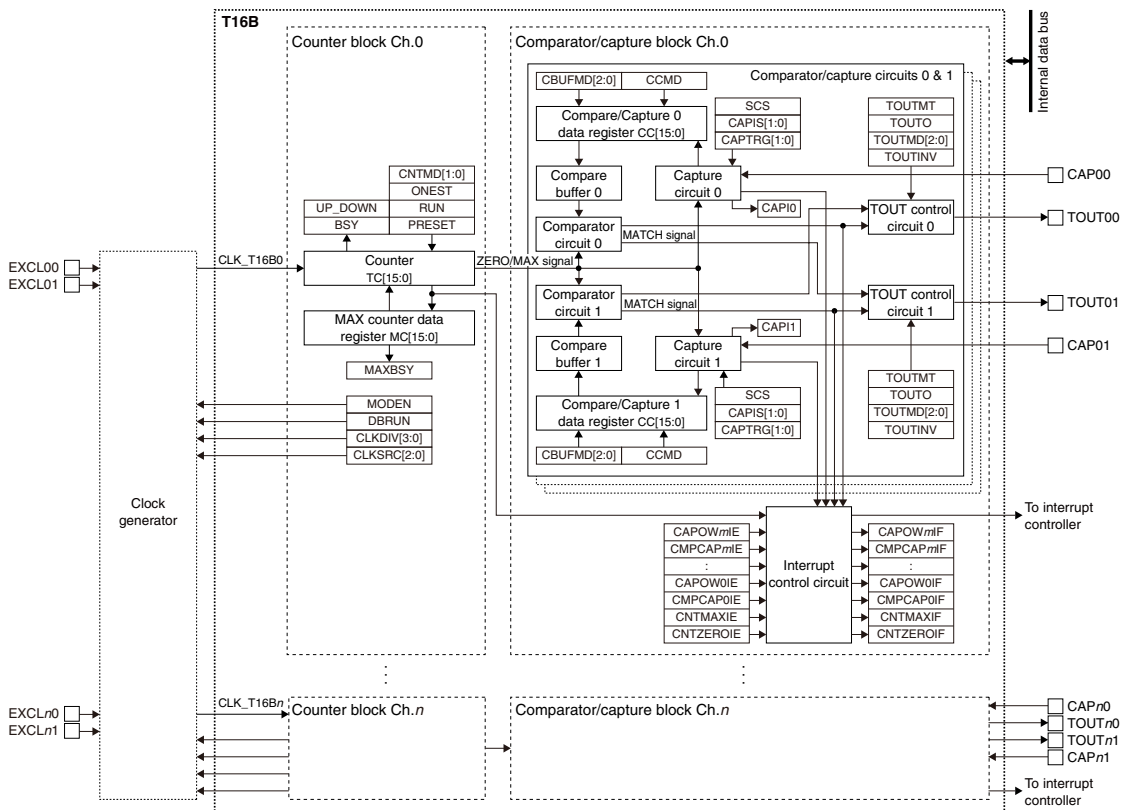 T16B
Counter block Ch.0
Comparator/capture block Ch.0
Internal data bus
Comparator/capture circuits 0 & 1
CBUFMD[2:0]
CCMD
Compare/Capture 0
data register CC[15:0]
SCS
CAPIS[1:0]
CAPTRG[1:0]
TOUTMT
TOUTO
TOUTMD[2:0]
TOUTINV
Compare
buffer 0
Capture
circuit 0
CAPI0
CAP00
TOUT control
circuit 0
TOUT00
CNTMD[1:0]
ONEST
UP_DOWN
RUN
BSY
PRESET
Comparator
circuit 0
MATCH signal
EXCL00
EXCL01
CLK_T16B0
Counter
TC[15:0]
ZERO/MAX signal
Comparator
circuit 1
MATCH signal
TOUT control
circuit 1
TOUT01
MAX counter data
register MC[15:0]
MAXBSY
Compare
buffer 1
Capture
circuit 1
CAPI1
CAP01
MODEN
DBRUN
CLKDIV[3:0]
CLKSRC[2:0]
Compare/Capture 1
data register CC[15:0]
CBUFMD[2:0]
CCMD
SCS
CAPIS[1:0]
CAPTRG[1:0]
TOUTMT
TOUTO
TOUTMD[2:0]
TOUTINV
Clock
generator
To interrupt
controller
CAPOWmIE
CMPCAPmIE
:
CAPOW0IE
CMPCAP0IE
CNTMAXIE
CNTZEROIE
Interrupt
control circuit
CAPOWmIF
CMPCAPmIF
:
CAPOW0IF
CMPCAP0IF
CNTMAXIF
CNTZEROIF
EXCLn0
EXCLn1
CLK_T16Bn
Counter block Ch.n
Comparator/capture block Ch.n
CAPn0
TOUTn0
TOUTn1
CAPn1
To interrupt
controller